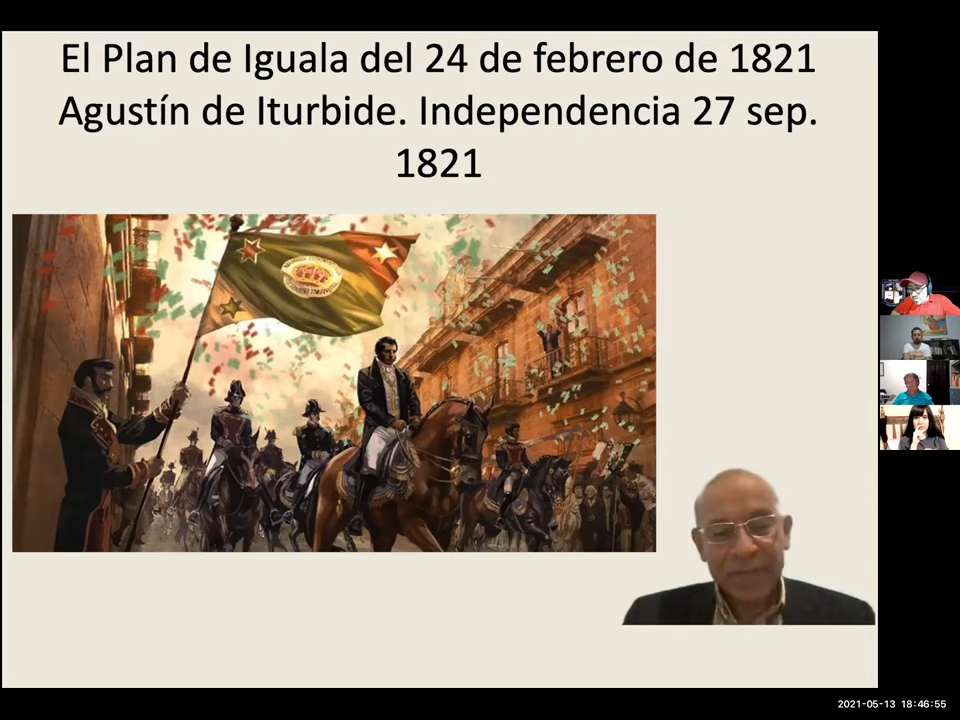 El Plan de Iguala del 24 de febrero de 1821
Agustín de Iturbide. Independencia 27 sep.
1821
2021-05-13 18:46:55